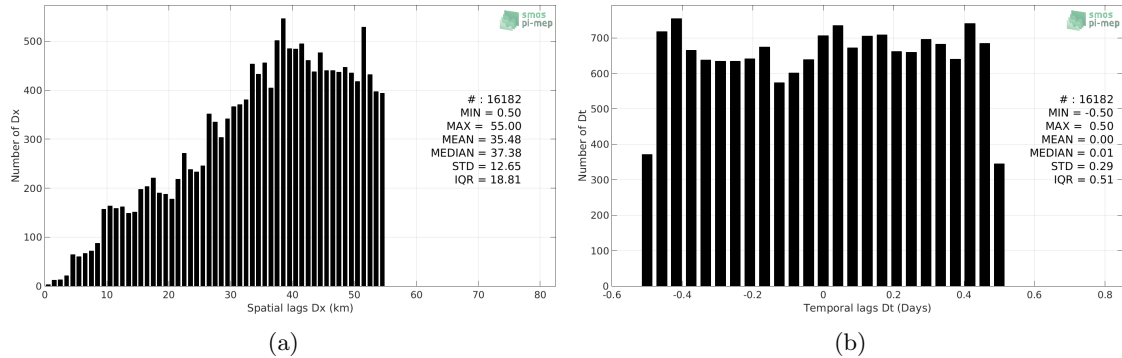 smos
pi-mep
# : 16182
MIN = 0.50
MAX = 55.00
MEAN = 35.48
MEDIAN = 37.38
STD = 12.65
IQR = 18.81
Number of Dx
500
400
300
200
100
0
0 10 20 30 40 50 60 70 80
Spatial lags Dx (km)
(a)
smos
pi-mep
# : 16182
MIN = -0.50
MAX = 0.50
MEAN = 0.00
MEDIAN = 0.01
STD = 0.29
IQR = 0.51
Number of Dt
700
600
500
400
300
200
100
0
-0.6 -0.4 -0.2 0 0.2 0.4 0.6 0.8
Temporal lags Dt (Days)
(b)